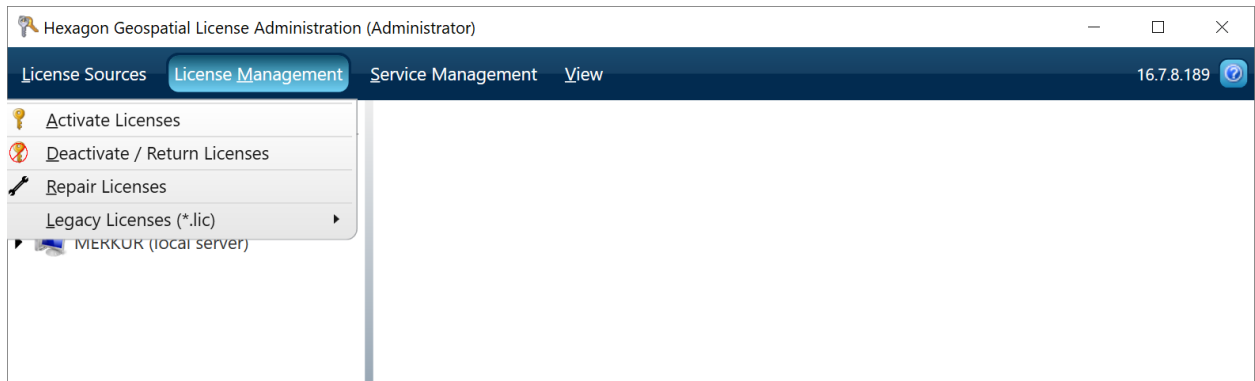 Hexagon Geospatial License Administration (Administrator)
License Sources License Management Service Management View 16.7.8.189
Activate Licenses
Deactivate / Return Licenses
Repair Licenses
Legacy Licenses (*.lic)
MERKUR (local server)